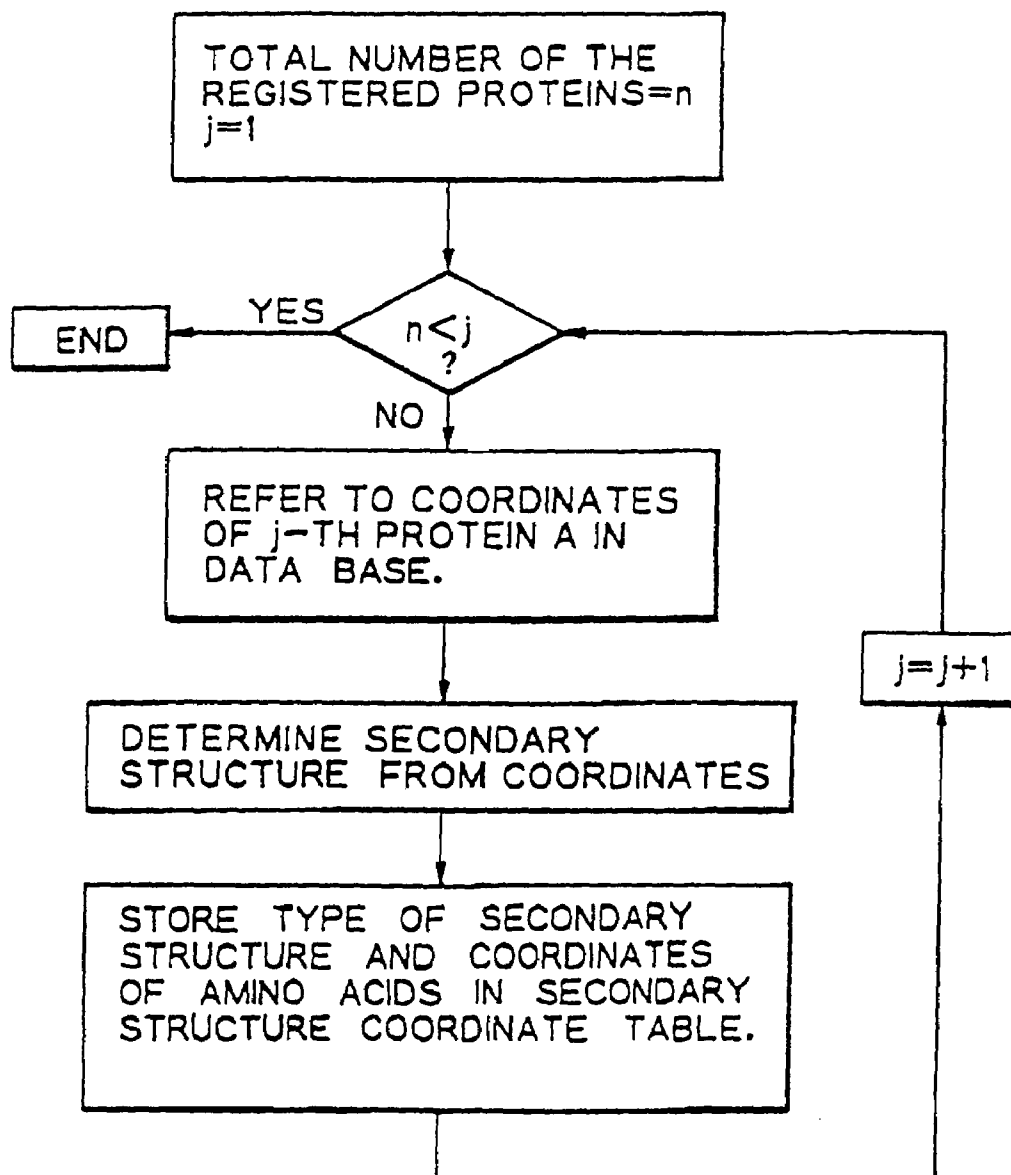 TOTAL NUMBER OF THE
REGISTERED PROTEINS=n
j=1
YES
END
n<j
?
NO
REFER TO COORDINATES
OF j-TH PROTEIN A IN
DATA BASE.
j=j+1
DETERMINE SECONDARY
STRUCTURE FROM COORDINATES
STORE TYPE OF SECONDARY
STRUCTURE AND COORDINATES
OF AMINO ACIDS IN SECONDARY
STRUCTURE COORDINATE TABLE.